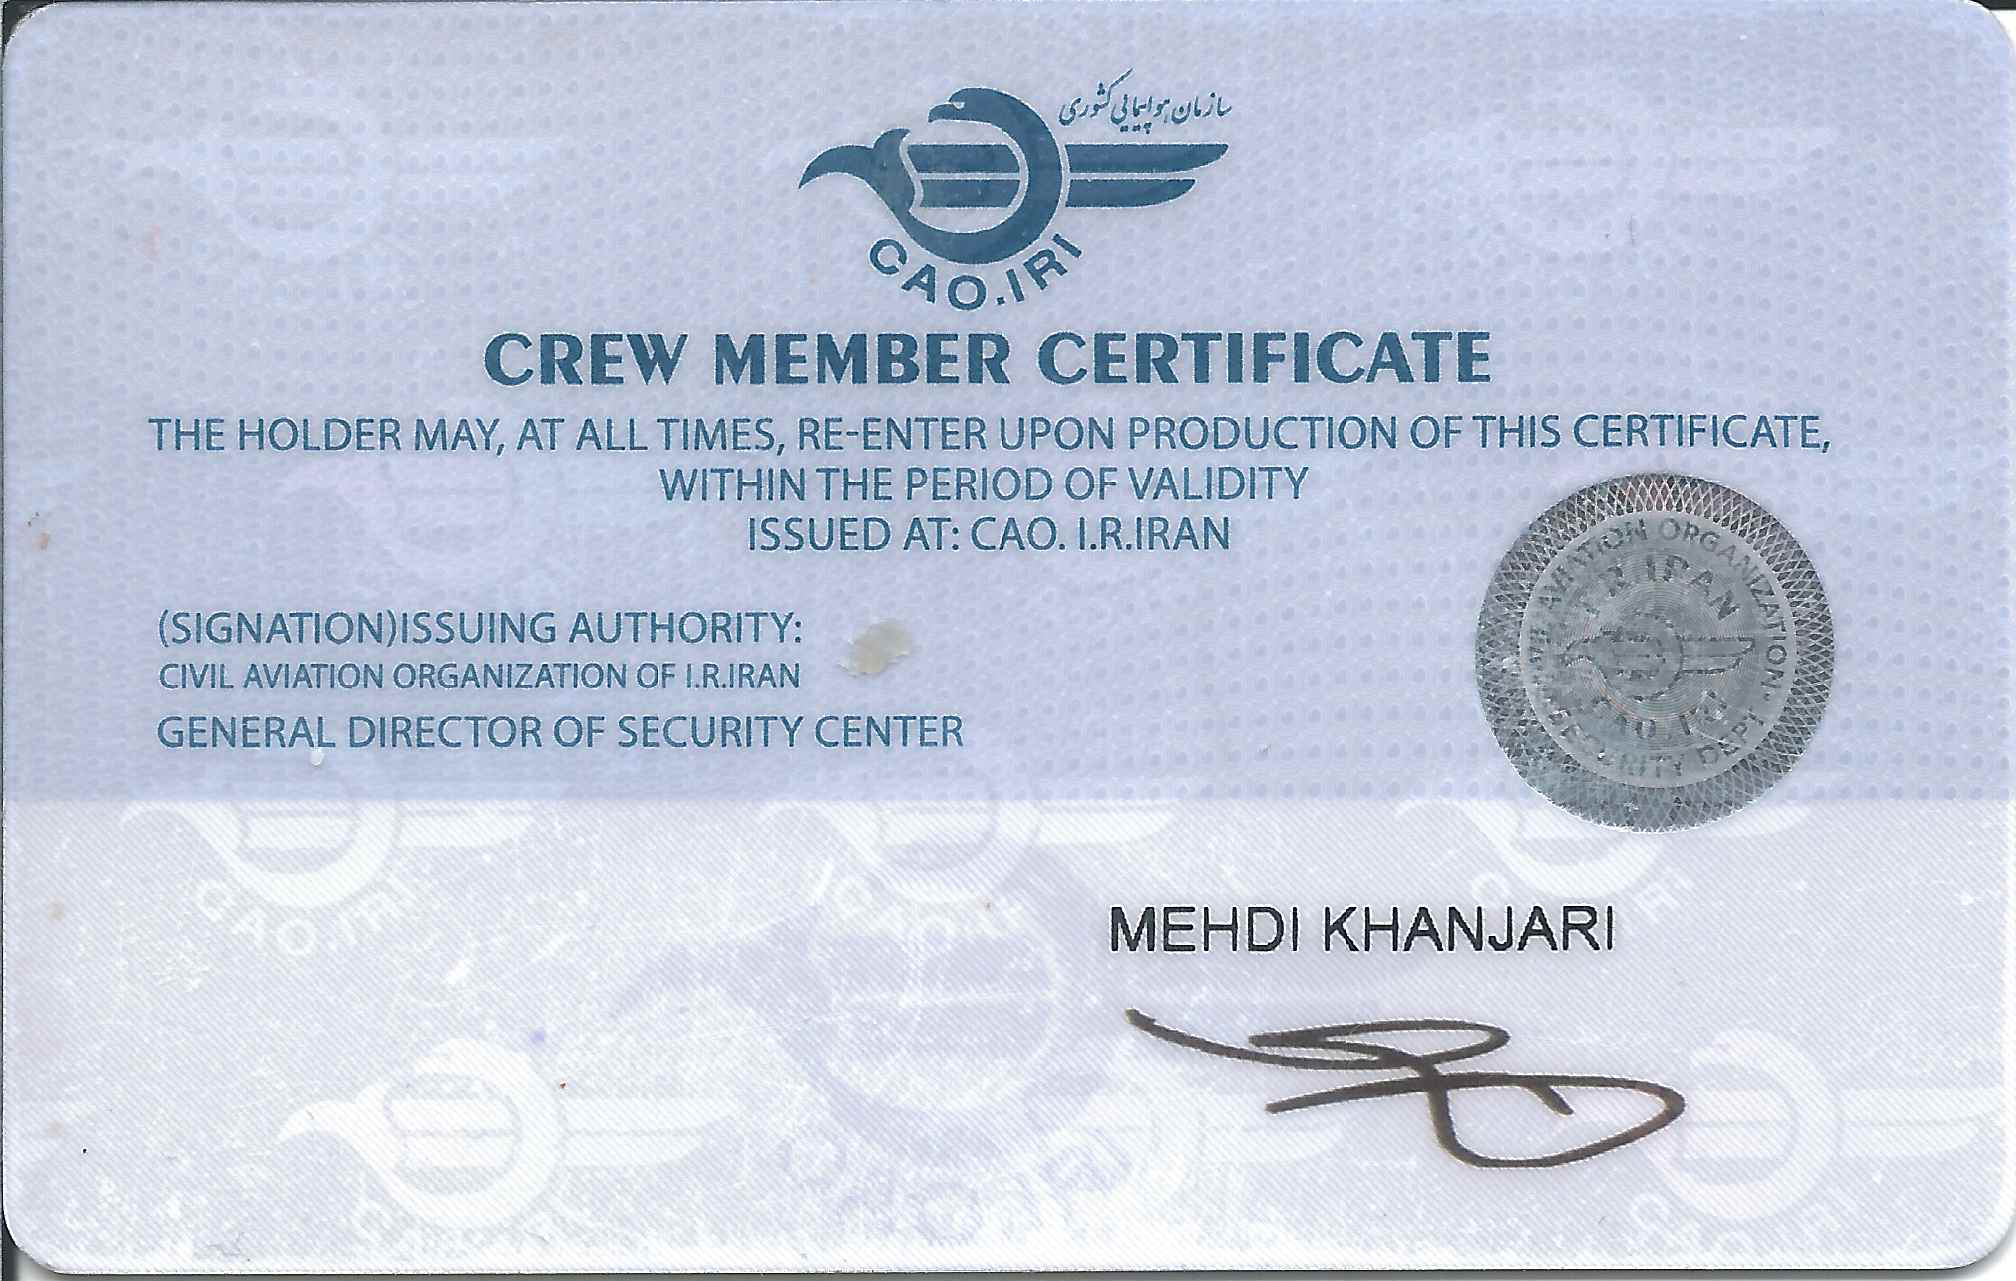 سازمان هواپیمایی کشوری
CAO.IRI
CREW MEMBER CERTIFICATE
THE HOLDER MAY, AT ALL TIMES, RE-ENTER UPON PRODUCTION OF THIS CERTIFICATE,
WITHIN THE PERIOD OF VALIDITY
ISSUED AT: CAO. I.R.IRAN
(SIGNATION)ISSUING AUTHORITY:
CIVIL AVIATION ORGANIZATION OF I.R.IRAN
GENERAL DIRECTOR OF SECURITY CENTER
AVIATION ORGANIZATION
IRAN
CAO
DEPT
CAO.IRI
MEHDI KHANJARI